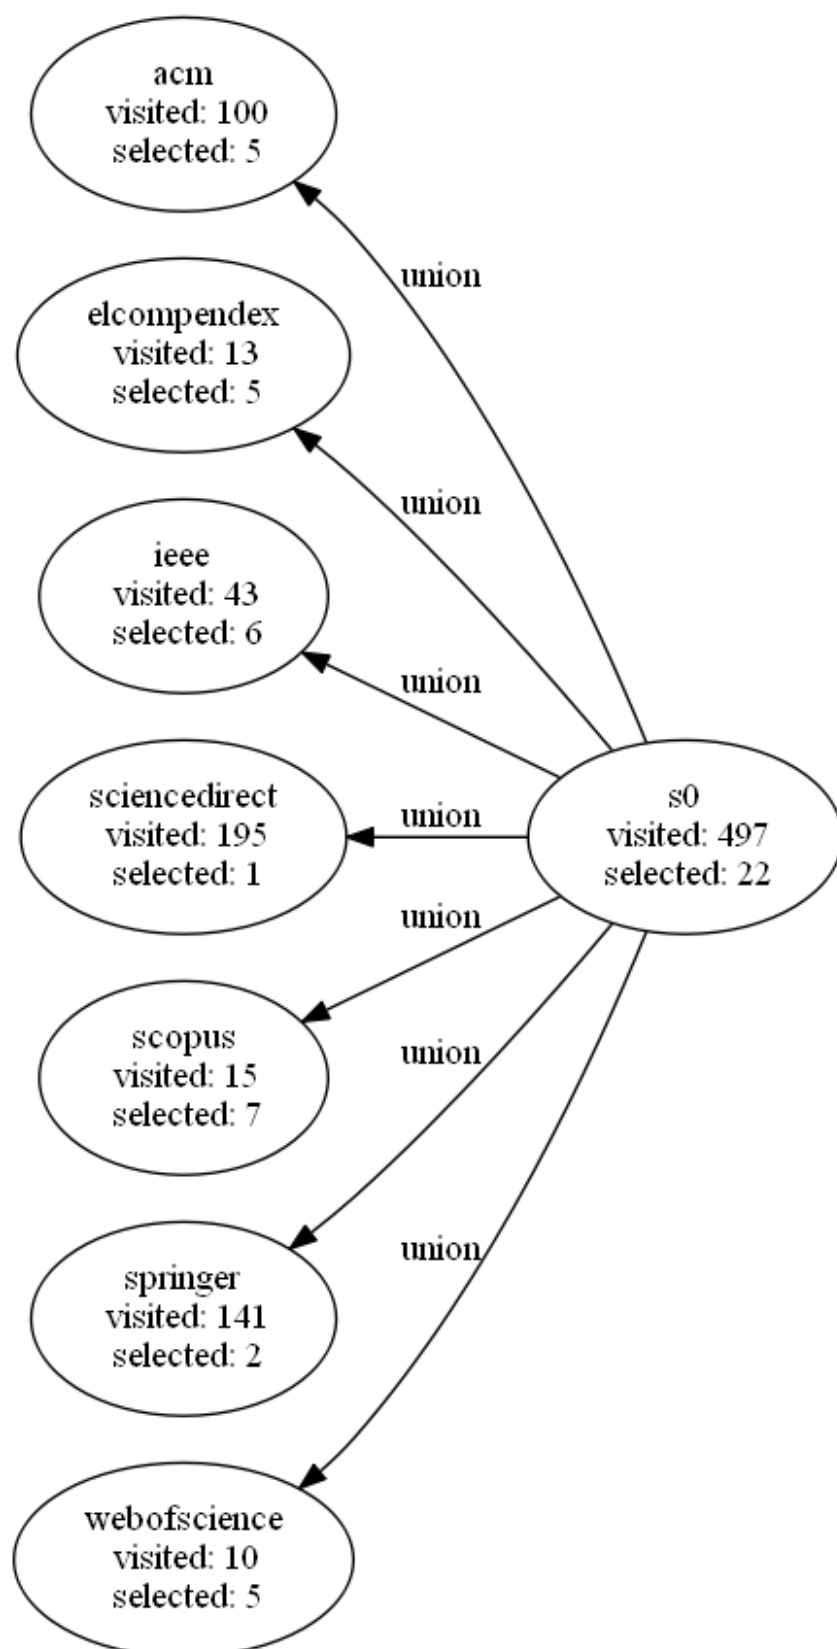 acm
visited: 100
selected: 5
union
elcompendex
visited: 13
selected: 5
union
ieee
visited: 43
selected: 6
union
sciencedirect
visited: 195
selected: 1
union
s0
visited: 497
selected: 22
union
scopus
visited: 15
selected: 7
union
springer
visited: 141
selected: 2
union
webofscience
visited: 10
selected: 5